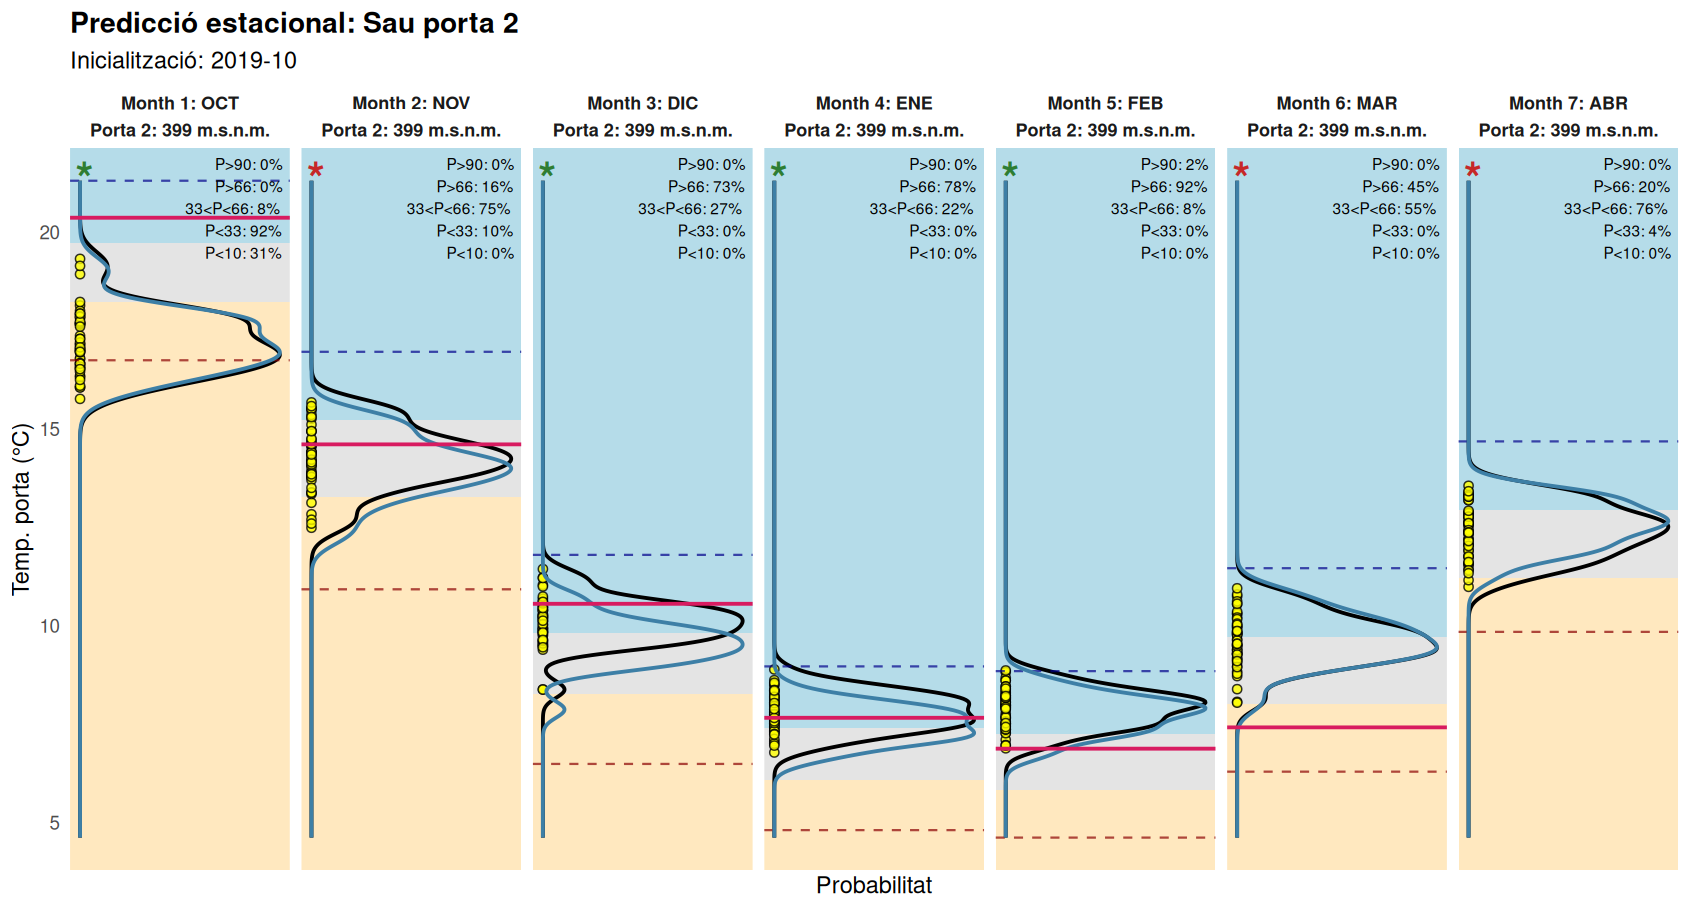 Predicció estacional: Sau porta 2
Inicialització: 2019-10
Month 1: OCT
Porta 2: 399 m.s.n.m.
Month 2: NOV
Porta 2: 399 m.s.n.m.
Month 3: DIC
Porta 2: 399 m.s.n.m.
Month 4: ENE
Porta 2: 399 m.s.n.m.
Month 5: FEB
Porta 2: 399 m.s.n.m.
Month 6: MAR
Porta 2: 399 m.s.n.m.
Month 7: ABR
Porta 2: 399 m.s.n.m.
*
P>90: 0%
P>66: 0%
33<P<66: 8%
P<33: 92%
P<10: 31%
*
P>90: 0%
P>66: 16%
33<P<66: 75%
P<33: 10%
P<10: 0%
*
P>90: 0%
P>66: 73%
33<P<66: 27%
P<33: 0%
P<10: 0%
*
P>90: 0%
P>66: 78%
33<P<66: 22%
P<33: 0%
P<10: 0%
*
P>90: 2%
P>66: 92%
33<P<66: 8%
P<33: 0%
P<10: 0%
*
P>90: 0%
P>66: 45%
33<P<66: 55%
P<33: 0%
P<10: 0%
*
P>90: 0%
P>66: 20%
33<P<66: 76%
P<33: 4%
P<10: 0%
20
15
10
5
Temp. porta (°C)
Probabilitat